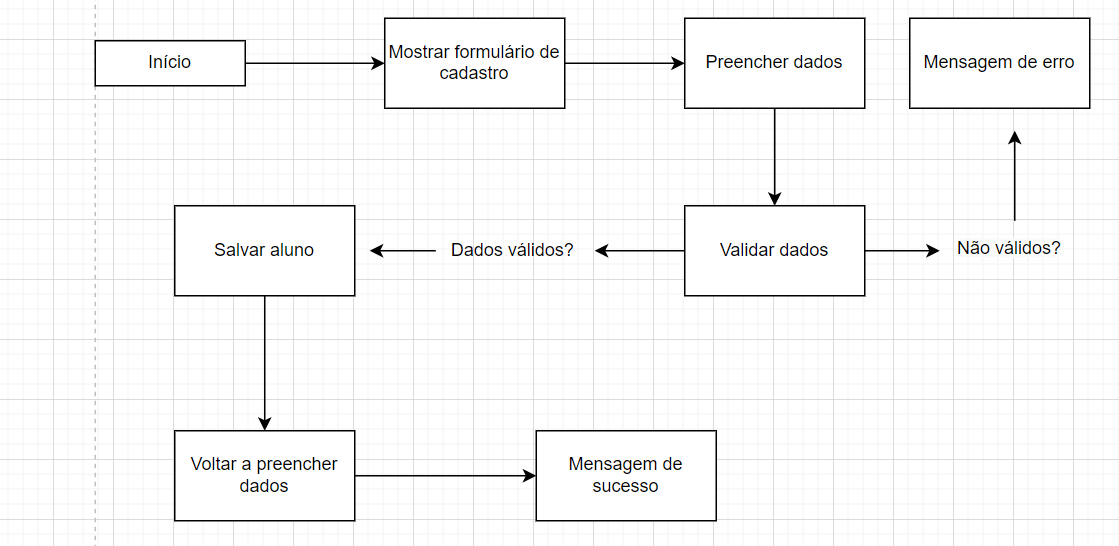 Início
Mostrar formulário de
cadastro
Preencher dados
Mensagem de erro
Salvar aluno
Dados válidos?
Validar dados
Não válidos?
Voltar a preencher
dados
Mensagem de
sucesso